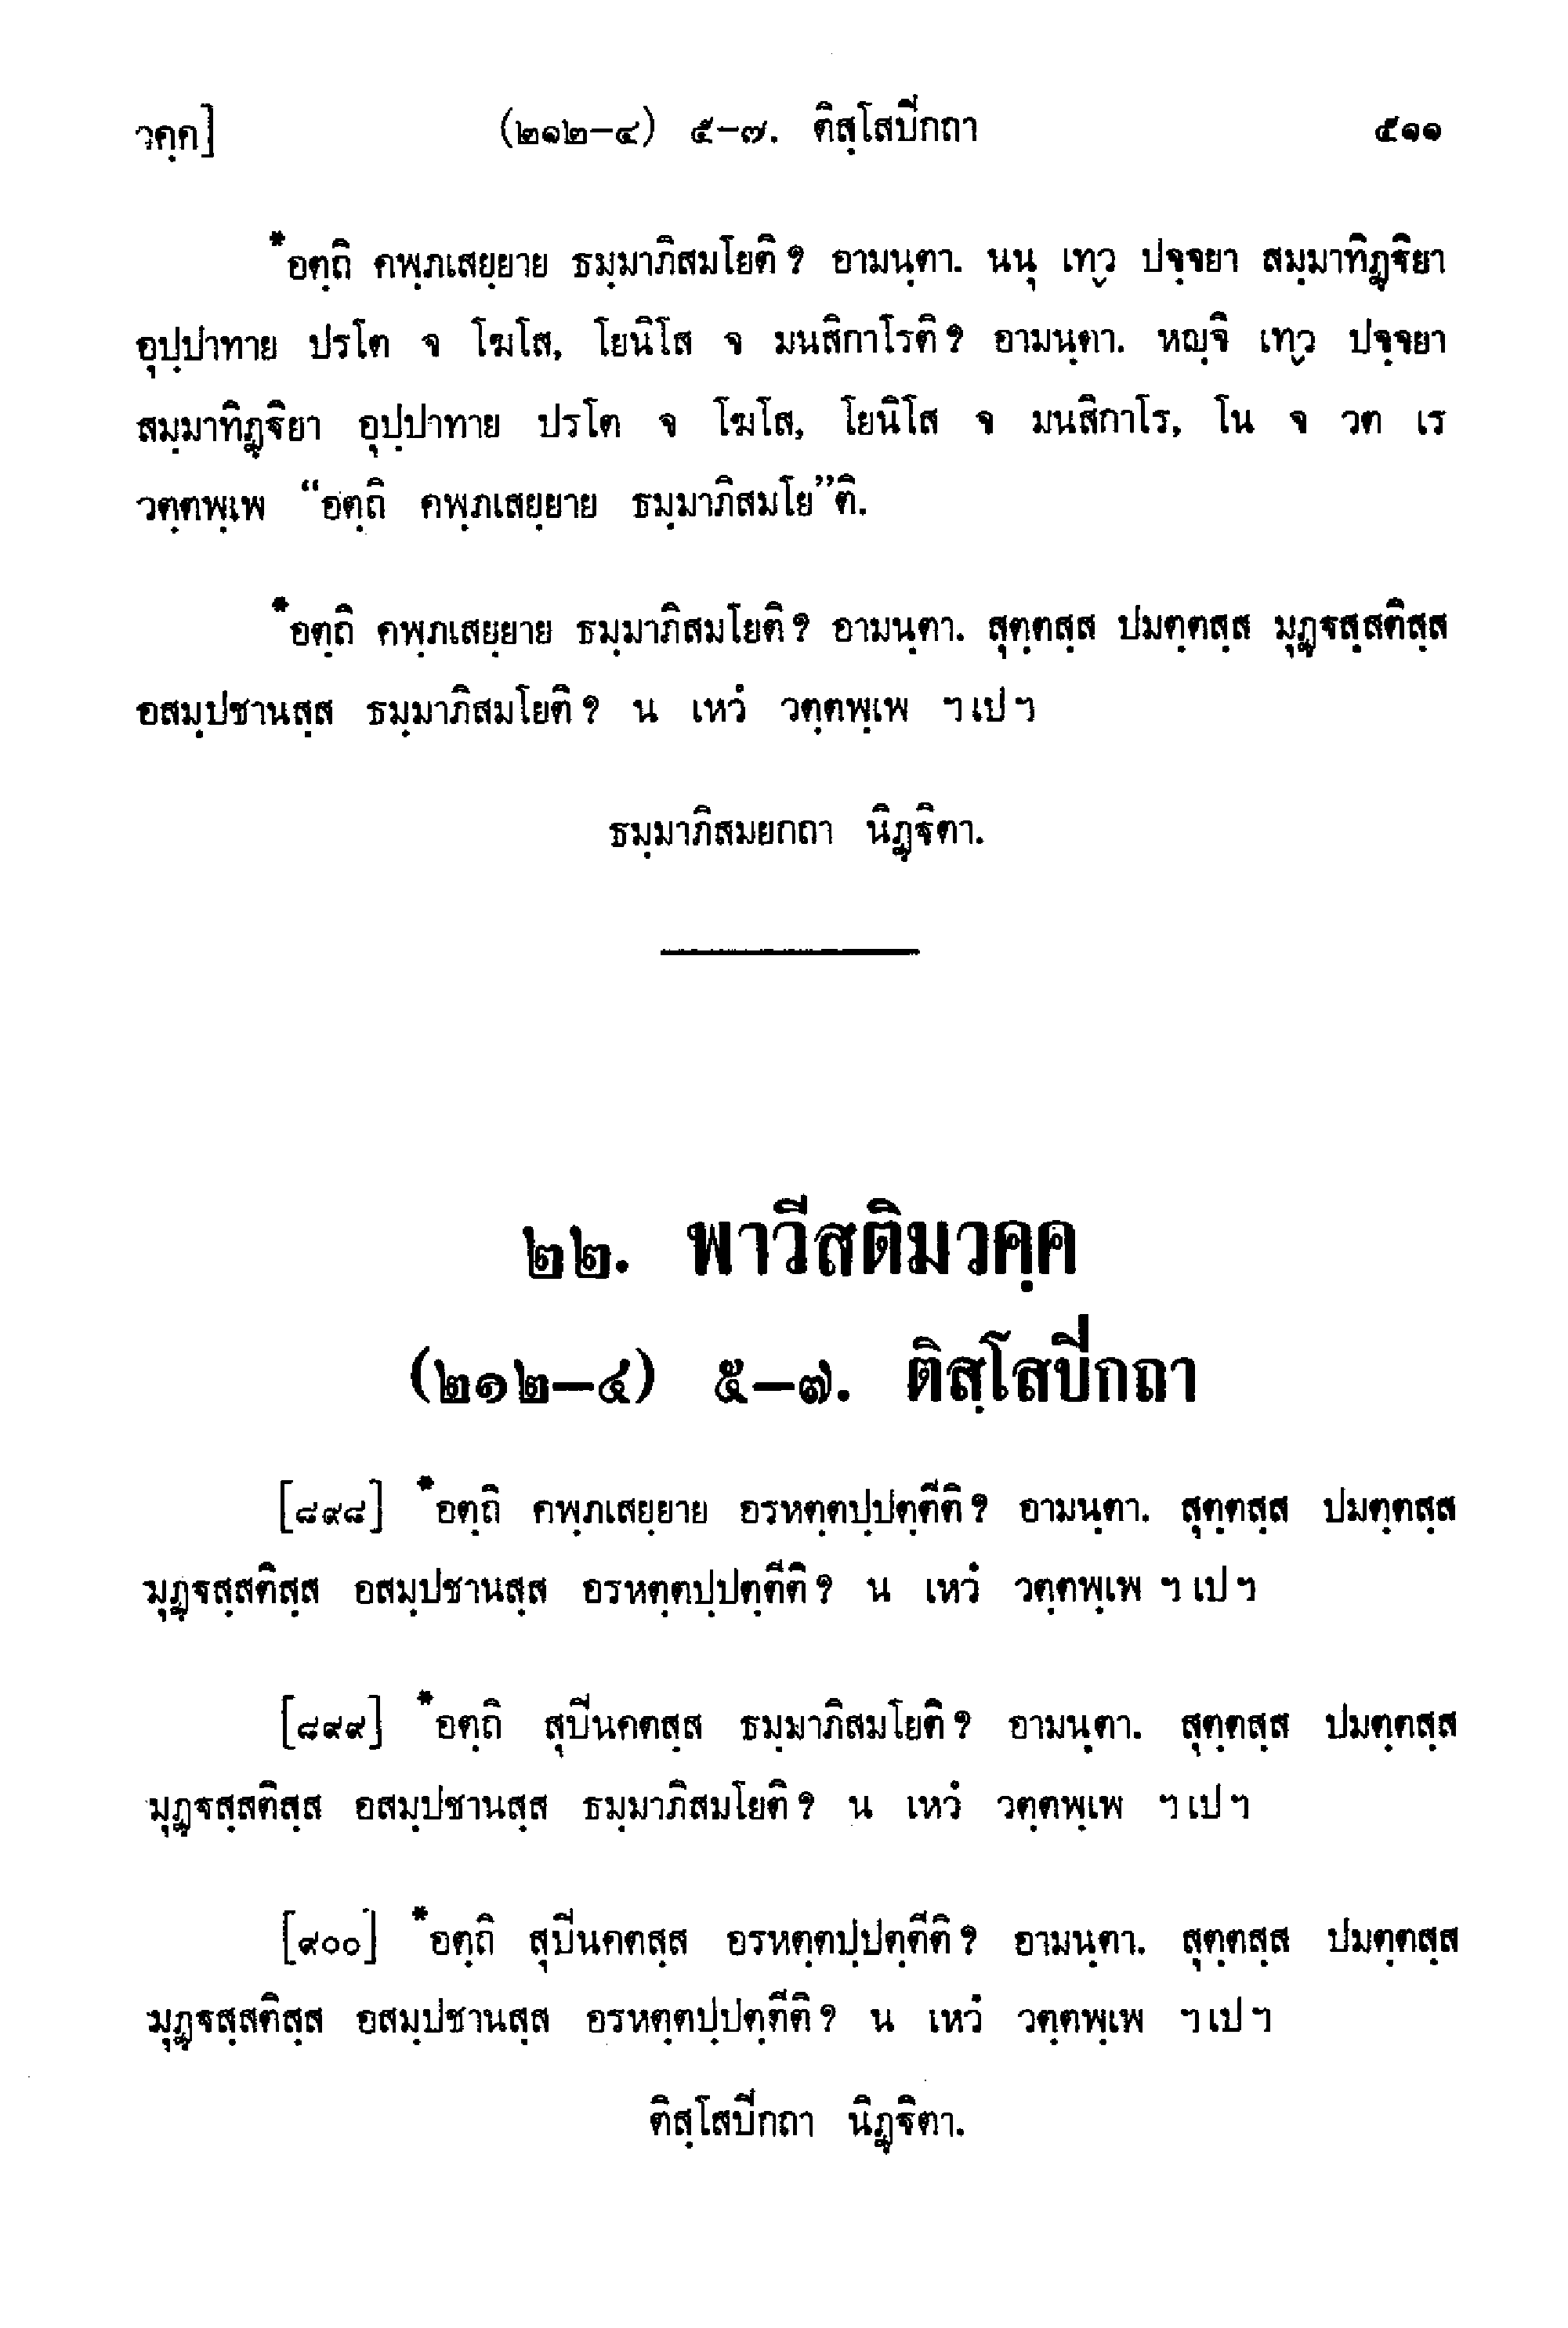 วคฺค] (๒๑๒–๔) ๕–๗. ติสฺโสปีกถา ๕๑๑
*อตฺถิ คพฺภเสยฺยาย ธมฺมาภิสมโยติ? อามนฺตา. นนุ เทฺว ปจฺจยา สมฺมาทิฏฺฐิยา
อุปฺปาทาย ปรโต จ โฆโส, โยนิโส จ มนสิกาโรติ? อามนฺตา. หญฺจิ เทฺว ปจฺจยา
สมฺมาทิฏฺฐิยา อุปฺปาทาย ปรโต จ โฆโส, โยนิโส จ มนสิกาโร, โน จ วต เร
วตฺตพฺเพ “อตฺถิ คพฺภเสยฺยาย ธมฺมาภิสมโย”ติ.
*อตฺถิ คพฺภเสยฺยาย ธมฺมาภิสมโยติ? อามนฺตา. สุตฺตสฺส ปมตฺตสฺส มุฏฺฐสฺสติสฺส
อสมฺปชานสฺส ธมฺมาภิสมโยติ? น เหวํ วตฺตพฺเพ ฯเปฯ
ธมฺมาภิสมยกถา นิฏฺฐิตา.
๒๒. พาวีสติมวคฺค
(๒๑๒–๔) ๕–๗. ติสฺโสปีกถา
[๘๙๘] *อตฺถิ คพฺภเสยฺยาย อรหตฺตปฺปตฺตีติ? อามนฺตา. สุตฺตสฺส ปมตฺตสฺส
มุฏฺฐสฺสติสฺส อสมฺปชานสฺส อรหตฺตปฺปตฺตีติ? น เหวํ วตฺตพฺเพ ฯเปฯ
[๘๙๙] *อตฺถิ สุปินคตสฺส ธมฺมาภิสมโยติ? อามนฺตา. สุตฺตสฺส ปมตฺตสฺส
มุฏฺฐสฺสติสฺส อสมฺปชานสฺส ธมฺมาภิสมโยติ? น เหวํ วตฺตพฺเพ ฯเปฯ
[๙๐๐] *อตฺถิ สุปินคตสฺส อรหตฺตปฺปตฺตีติ? อามนฺตา. สุตฺตสฺส ปมตฺตสฺส
มุฏฺฐสฺสติสฺส อสมฺปชานสฺส อรหตฺตปฺปตฺตีติ? น เหวํ วตฺตพฺเพ ฯเปฯ
ติสฺโสปีกถา นิฏฺฐิตา.